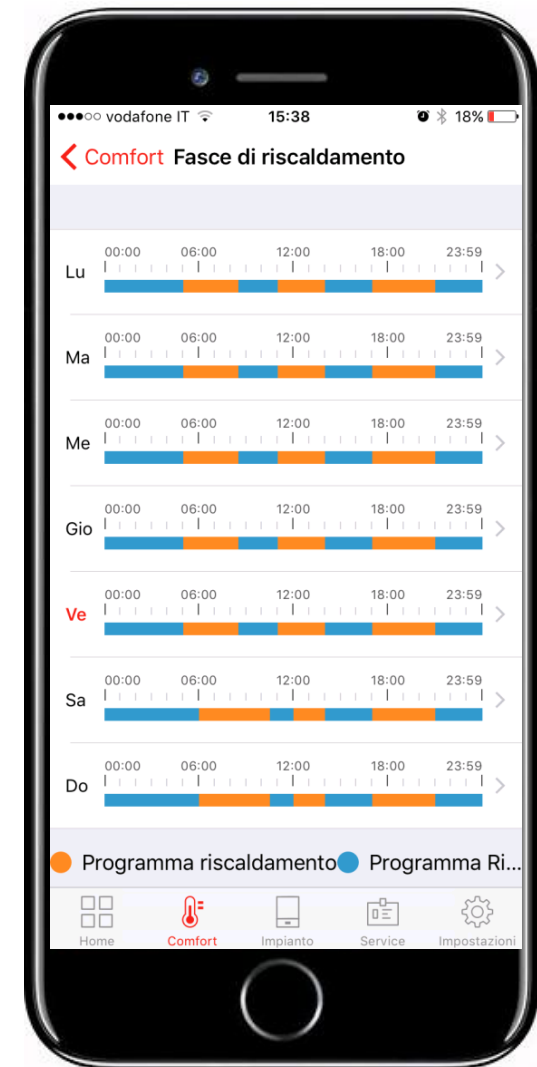 vodafone IT 15:38 18%
Comfort Fasce di riscaldamento
00:00 06:00 12:00 18:00 23:59
Lu
00:00 06:00 12:00 18:00 23:59
Ma
00:00 06:00 12:00 18:00 23:59
Me
00:00 06:00 12:00 18:00 23:59
Gio
00:00 06:00 12:00 18:00 23:59
Ve
00:00 06:00 12:00 18:00 23:59
Sa
00:00 06:00 12:00 18:00 23:59
Do
Programma riscaldamento Programma Ri...
Home Comfort Impianto Service Impostazioni